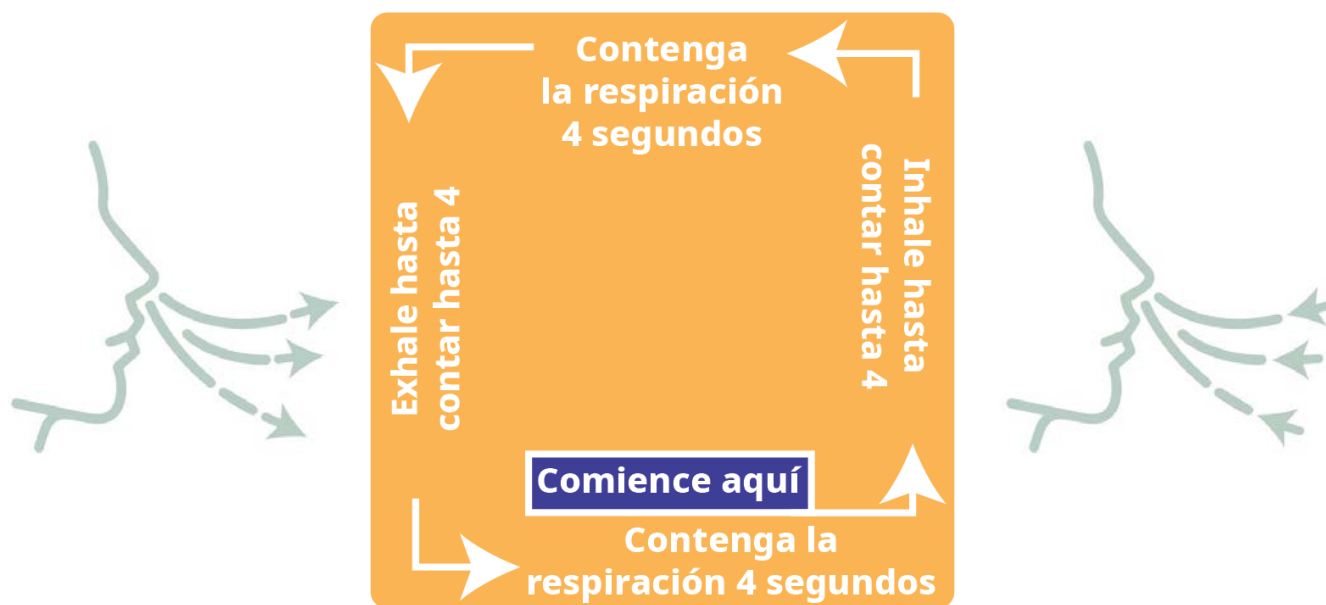 Contenga
la respiración
4 segundos
Exhale hasta
contar hasta 4
Inhale hasta
contar hasta 4
Comience aquí
Contenga la
respiración 4 segundos